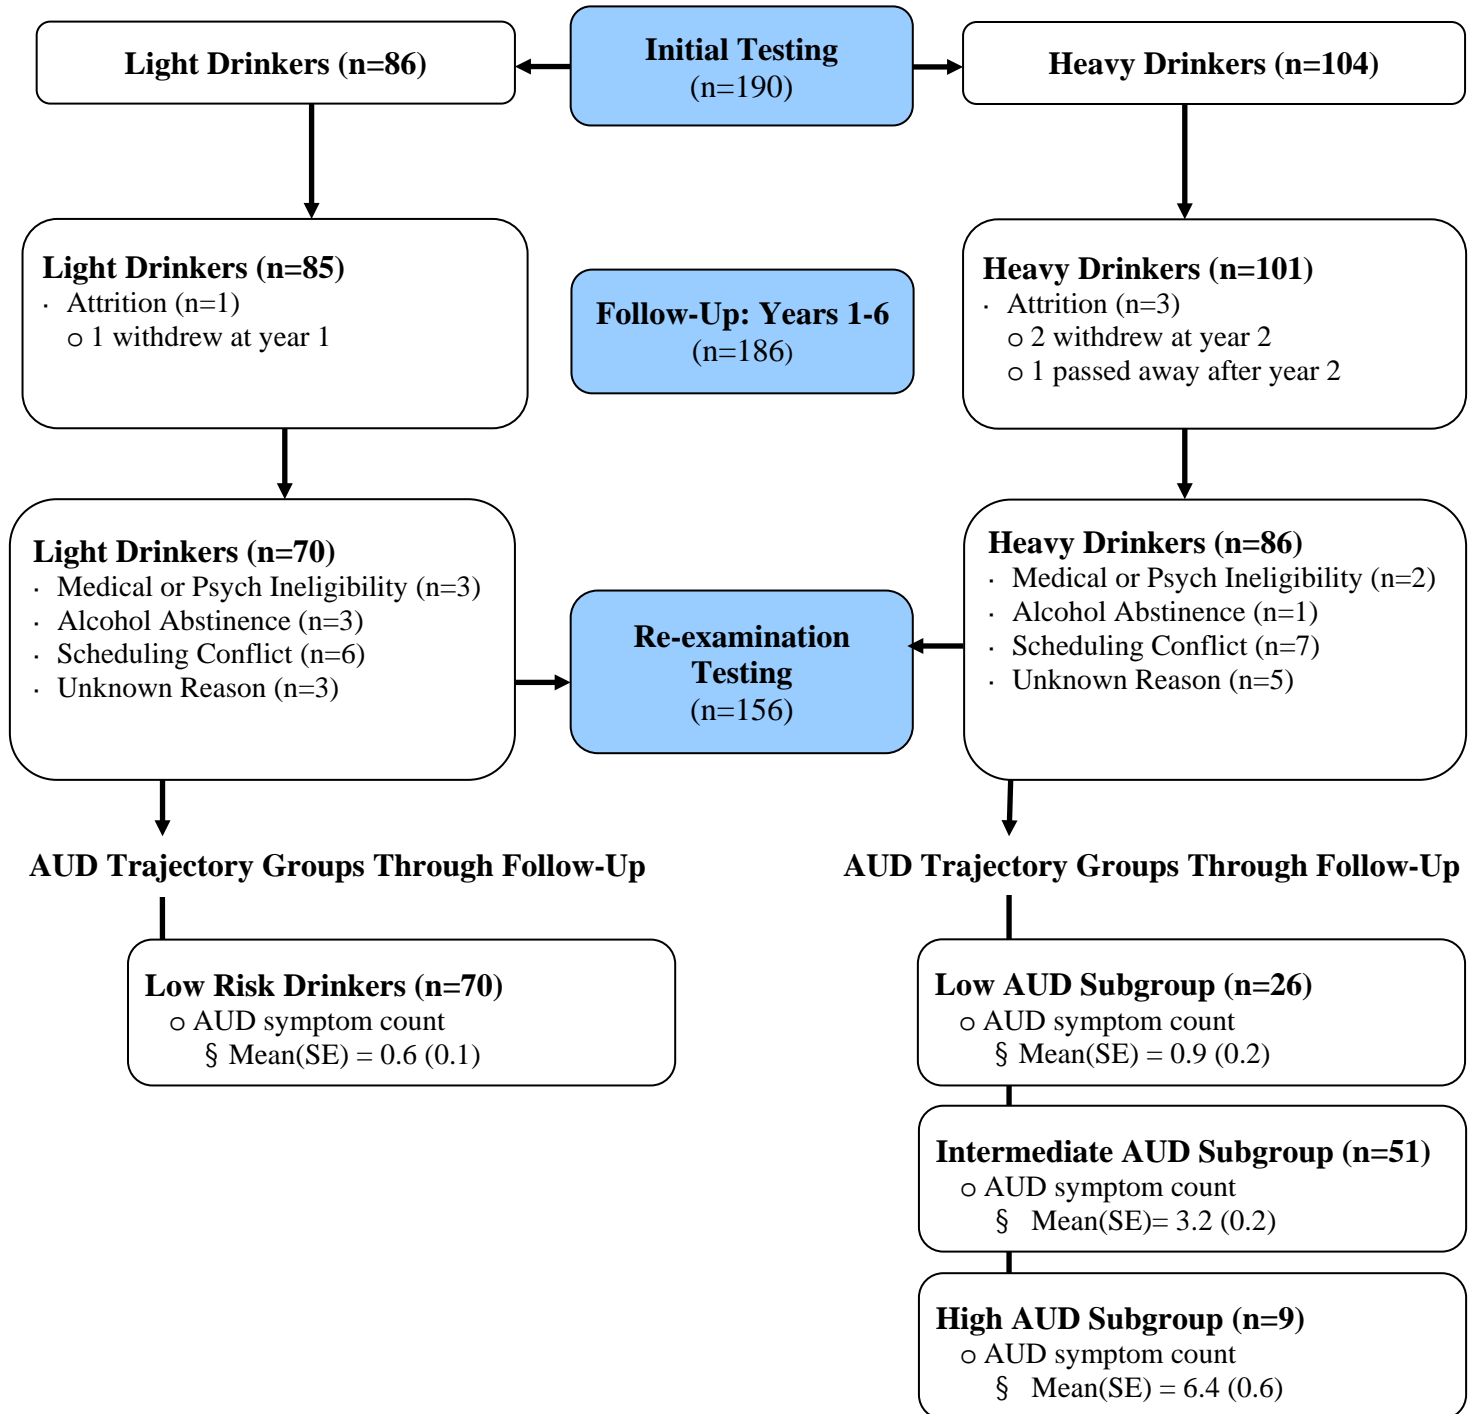 Light Drinkers (n=86)
Initial Testing
(n=190)
Heavy Drinkers (n=104)
Light Drinkers (n=85)
· Attrition (n=1)
o 1 withdrew at year 1
Follow-Up: Years 1-6
(n=186)
Heavy Drinkers (n=101)
· Attrition (n=3)
o 2 withdrew at year 2
o 1 passed away after year 2
Light Drinkers (n=70)
· Medical or Psych Ineligibility (n=3)
· Alcohol Abstinence (n=3)
· Scheduling Conflict (n=6)
· Unknown Reason (n=3)
Re-examination
Testing
(n=156)
Heavy Drinkers (n=86)
· Medical or Psych Ineligibility (n=2)
· Alcohol Abstinence (n=1)
· Scheduling Conflict (n=7)
· Unknown Reason (n=5)
AUD Trajectory Groups Through Follow-Up
Low Risk Drinkers (n=70)
o AUD symptom count
§ Mean(SE) = 0.6 (0.1)
AUD Trajectory Groups Through Follow-Up
Low AUD Subgroup (n=26)
o AUD symptom count
§ Mean(SE) = 0.9 (0.2)
Intermediate AUD Subgroup (n=51)
o AUD symptom count
§ Mean(SE)= 3.2 (0.2)
High AUD Subgroup (n=9)
o AUD symptom count
§ Mean(SE) = 6.4 (0.6)